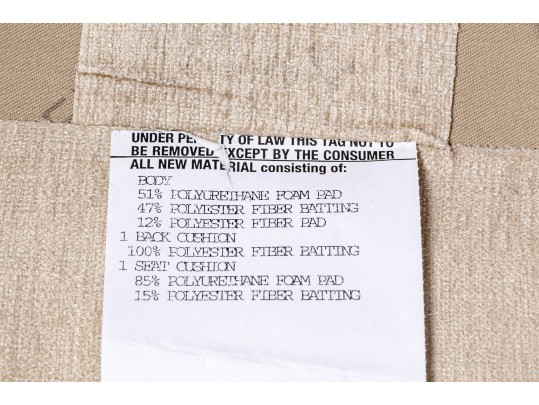 UNDER PENALTY OF LAW THIS TAG NOT TO
BE REMOVED EXCEPT BY THE CONSUMER
ALL NEW MATERIAL consisting of:
BODY
51% POLYURETHANE FOAM PAD
47% POLYESTER FIBER BATTING
12% POLYESTER FIBER PAD
1 BACK CUSHION
100% POLYESTER FIBER BATTING
1 SEAT CUSHION
85% POLYURETHANE FOAM PAD
15% POLYESTER FIBER BATTING